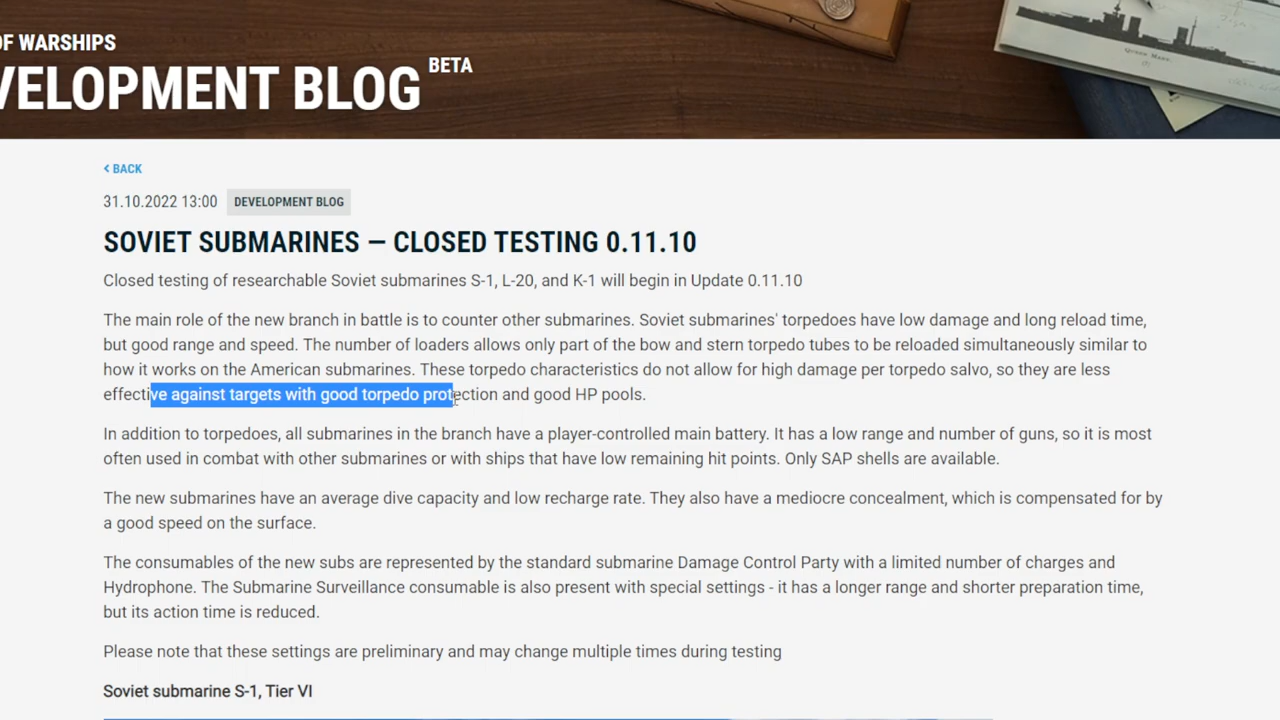 OF WARSHIPS
VELOPMENT BLOG BETA
Queen Mary.
< BACK
31.10.2022 13:00 DEVELOPMENT BLOG
SOVIET SUBMARINES – CLOSED TESTING 0.11.10
Closed testing of researchable Soviet submarines S-1, L-20, and K-1 will begin in Update 0.11.10
The main role of the new branch in battle is to counter other submarines. Soviet submarines' torpedoes have low damage and long reload time,
but good range and speed. The number of loaders allows only part of the bow and stern torpedo tubes to be reloaded simultaneously similar to
how it works on the American submarines. These torpedo characteristics do not allow for high damage per torpedo salvo, so they are less
effective against targets with good torpedo protection and good HP pools.
In addition to torpedoes, all submarines in the branch have a player-controlled main battery. It has a low range and number of guns, so it is most
often used in combat with other submarines or with ships that have low remaining hit points. Only SAP shells are available.
The new submarines have an average dive capacity and low recharge rate. They also have a mediocre concealment, which is compensated for by
a good speed on the surface.
The consumables of the new subs are represented by the standard submarine Damage Control Party with a limited number of charges and
Hydrophone. The Submarine Surveillance consumable is also present with special settings - it has a longer range and shorter preparation time,
but its action time is reduced.
Please note that these settings are preliminary and may change multiple times during testing
Soviet submarine S-1, Tier VI